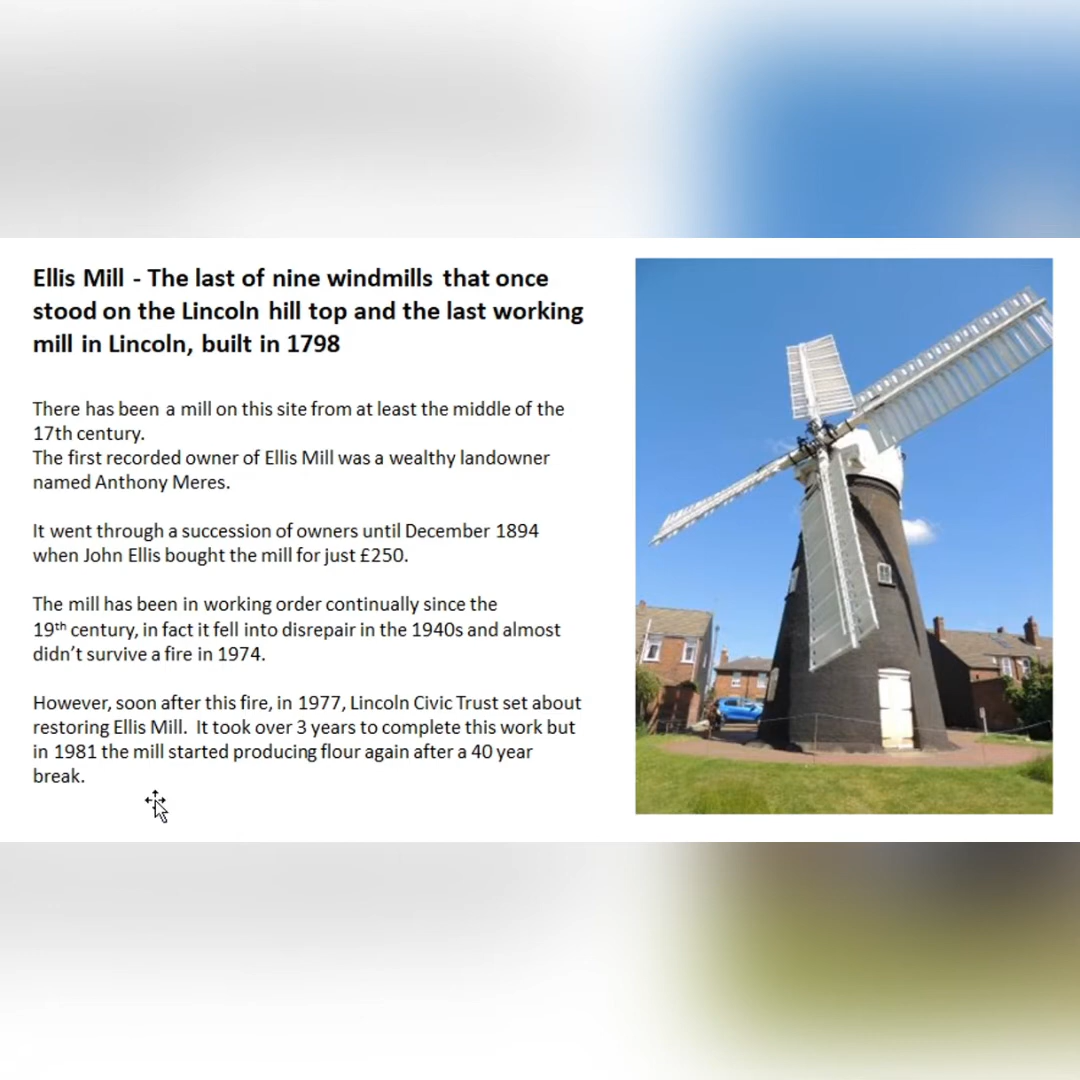 Ellis Mill - The last of nine windmills that once
stood on the Lincoln hill top and the last working
mill in Lincoln, built in 1798
There has been a mill on this site from at least the middle of the
17th century.
The first recorded owner of Ellis Mill was a wealthy landowner
named Anthony Meres.
It went through a succession of owners until December 1894
when John Ellis bought the mill for just £250.
The mill has been in working order continually since the
19th century, in fact it fell into disrepair in the 1940s and almost
didn't survive a fire in 1974.
However, soon after this fire, in 1977, Lincoln Civic Trust set about
restoring Ellis Mill.  It took over 3 years to complete this work but
in 1981 the mill started producing flour again after a 40 year
break.